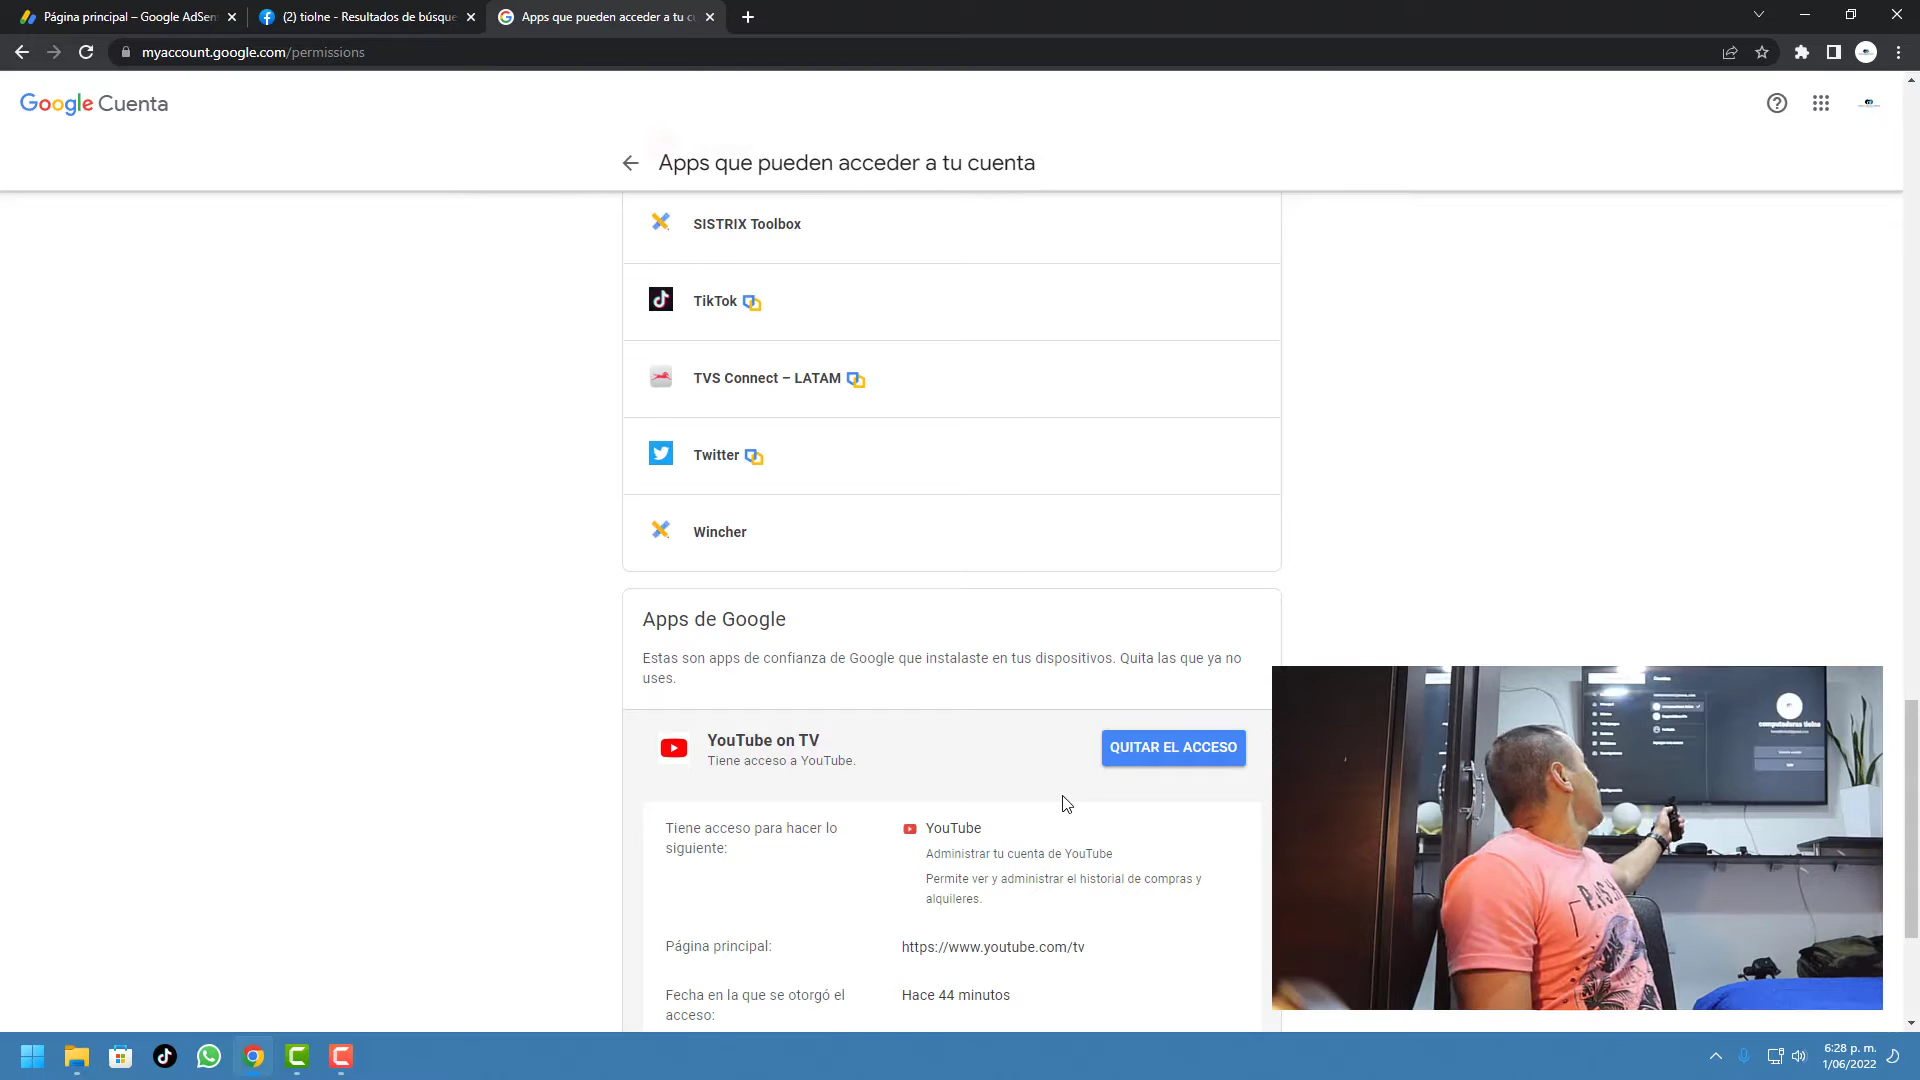 Página principal – Google AdSen
(2) tiolne - Resultados de búsque
Apps que pueden acceder a tu c
myaccount.google.com/permissions
Google Cuenta
Apps que pueden acceder a tu cuenta
SISTRIX Toolbox
TikTok
TVS Connect – LATAM
Twitter
Wincher
Apps de Google
Estas son apps de confianza de Google que instalaste en tus dispositivos. Quita las que ya no
uses.
YouTube on TV
Tiene acceso a YouTube.
QUITAR EL ACCESO
Tiene acceso para hacer lo
siguiente:
YouTube
Administrar tu cuenta de YouTube
Permite ver y administrar el historial de compras y
alquileres.
Página principal:
https://www.youtube.com/tv
Fecha en la que se otorgó el
acceso:
Hace 44 minutos
computadoras tiolna
6:28 p. m.
1/06/2022